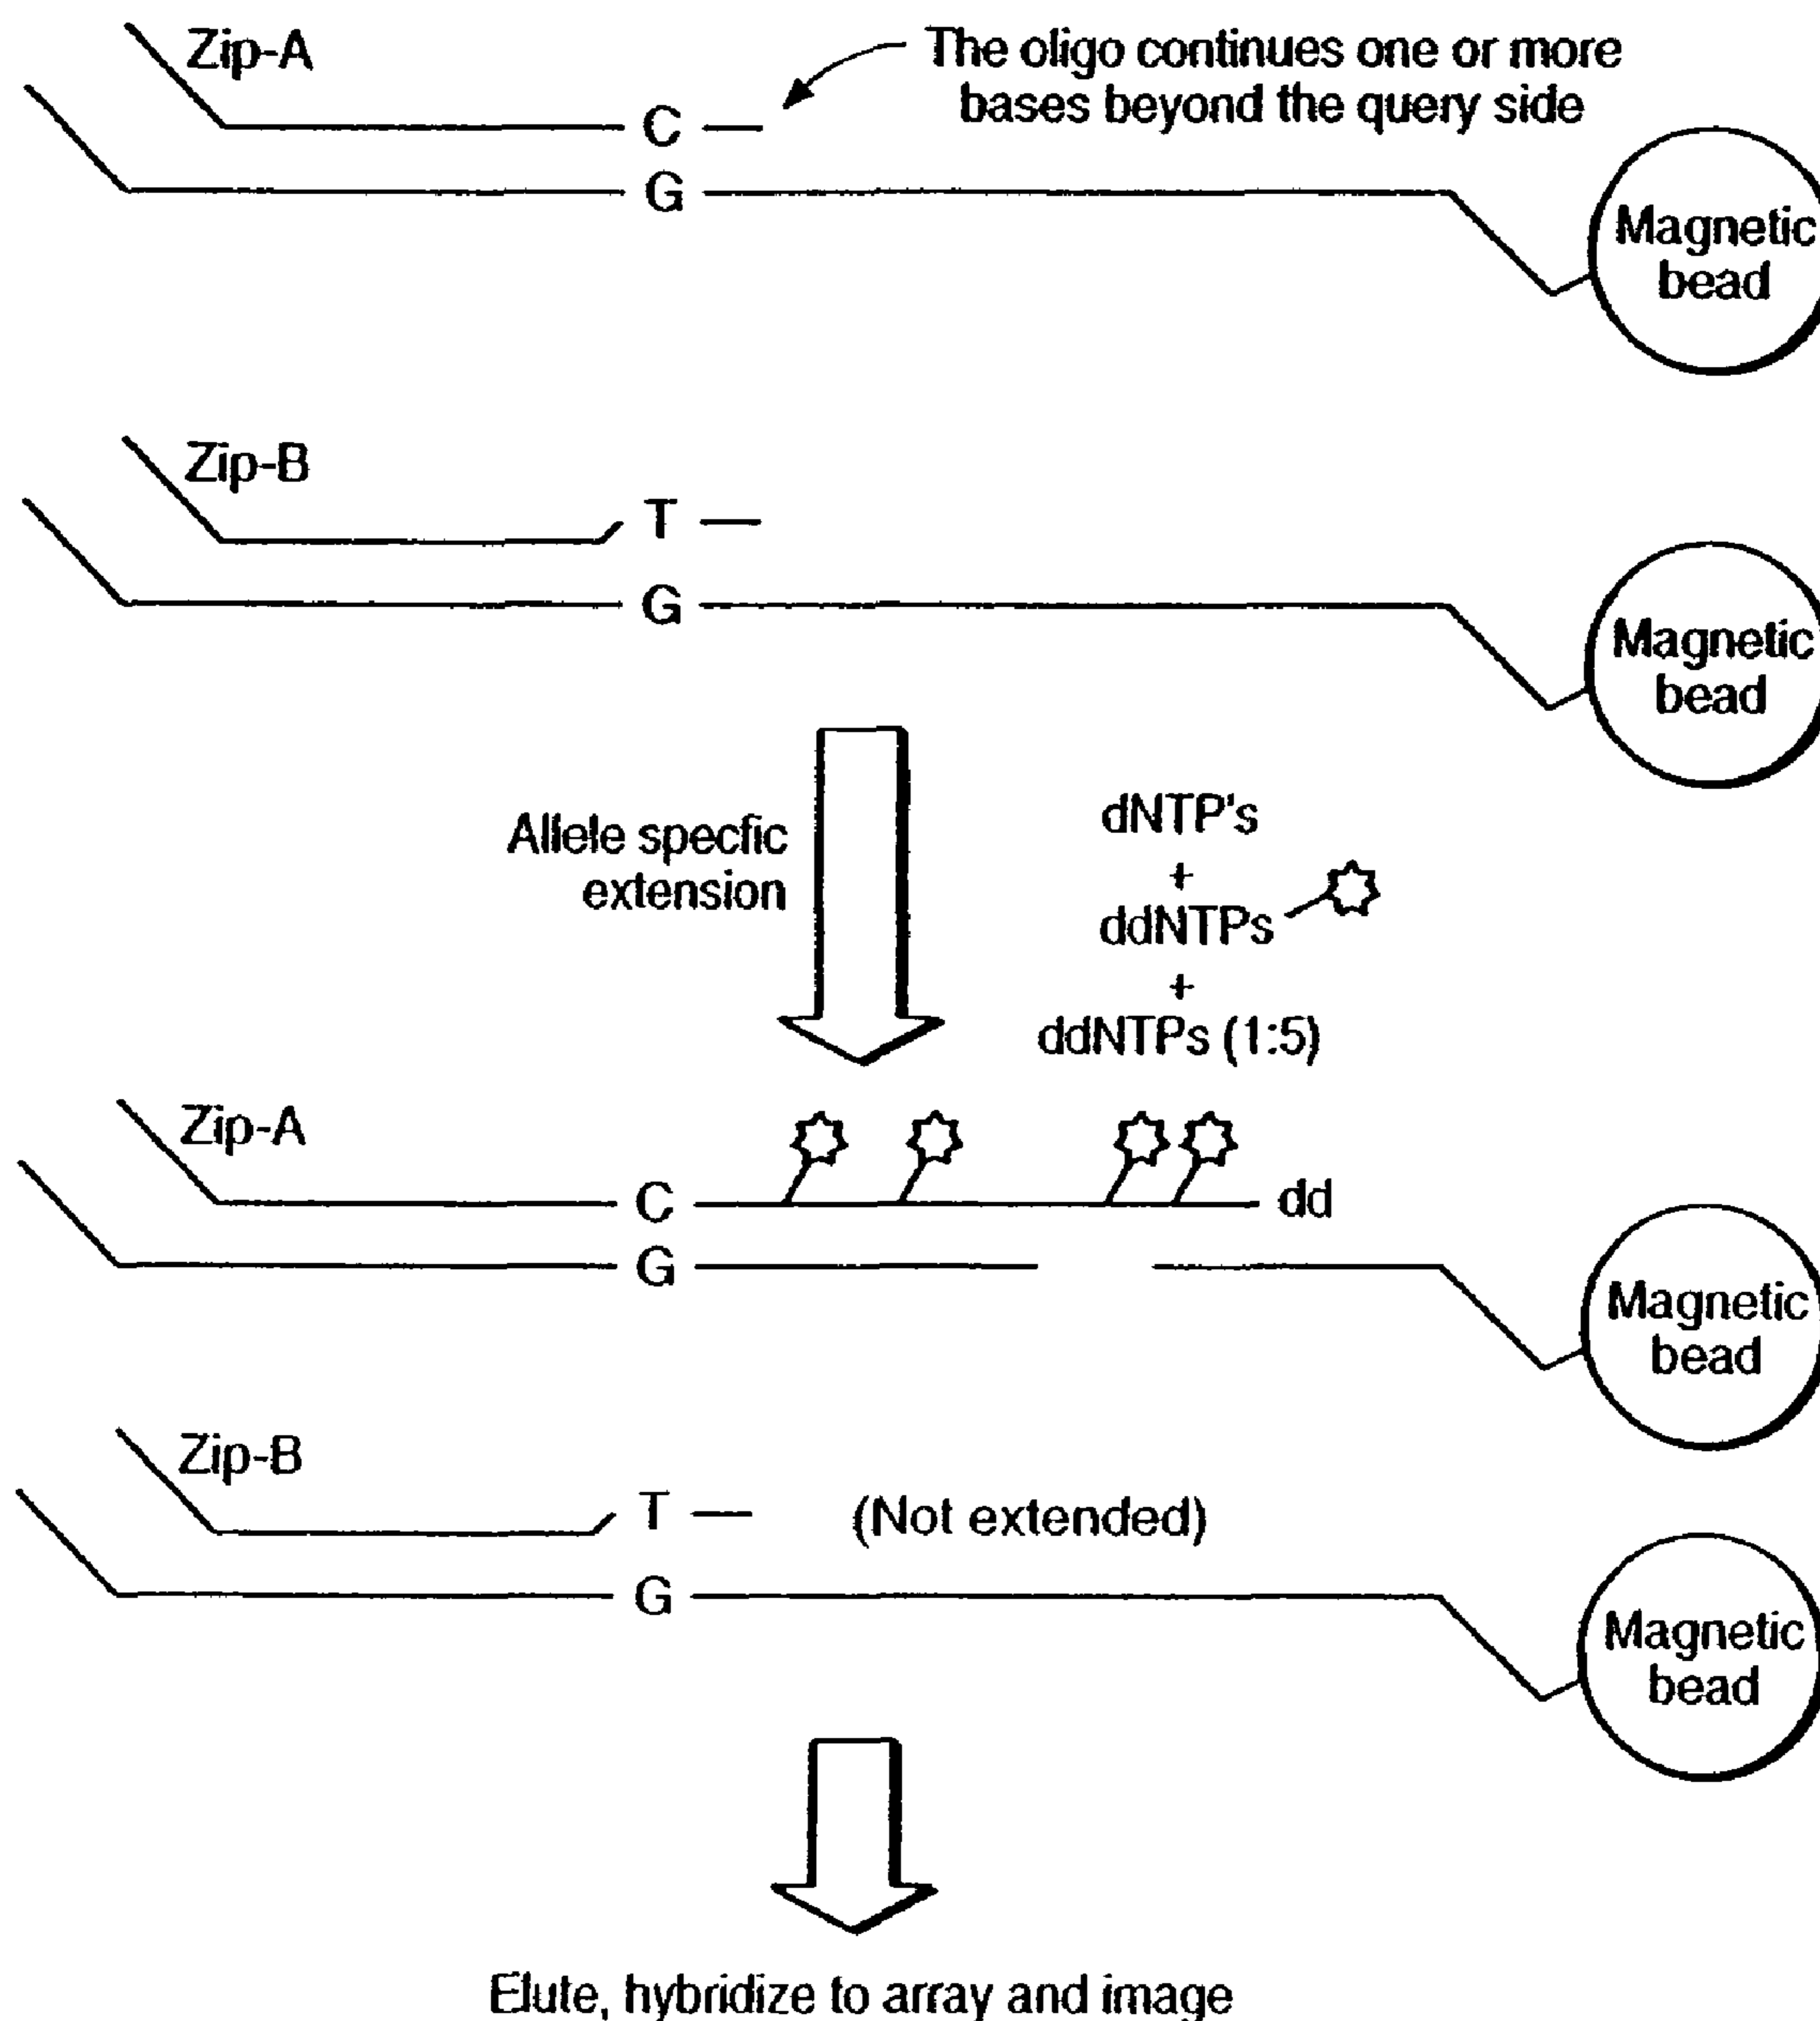 Zip-A
The oligo continues one or more
bases beyond the query side
C
G
Magnetic
bead
Zip-B
T
G
Magnetic
bead
Allele specfic
extension
dNTP's
+
ddNTPs
+
ddNTPs (1:5)
Zip-A
C
dd
G
Magnetic
bead
Zip-B
T
(Not extended)
G
Magnetic
bead
Elute, hybridize to array and image